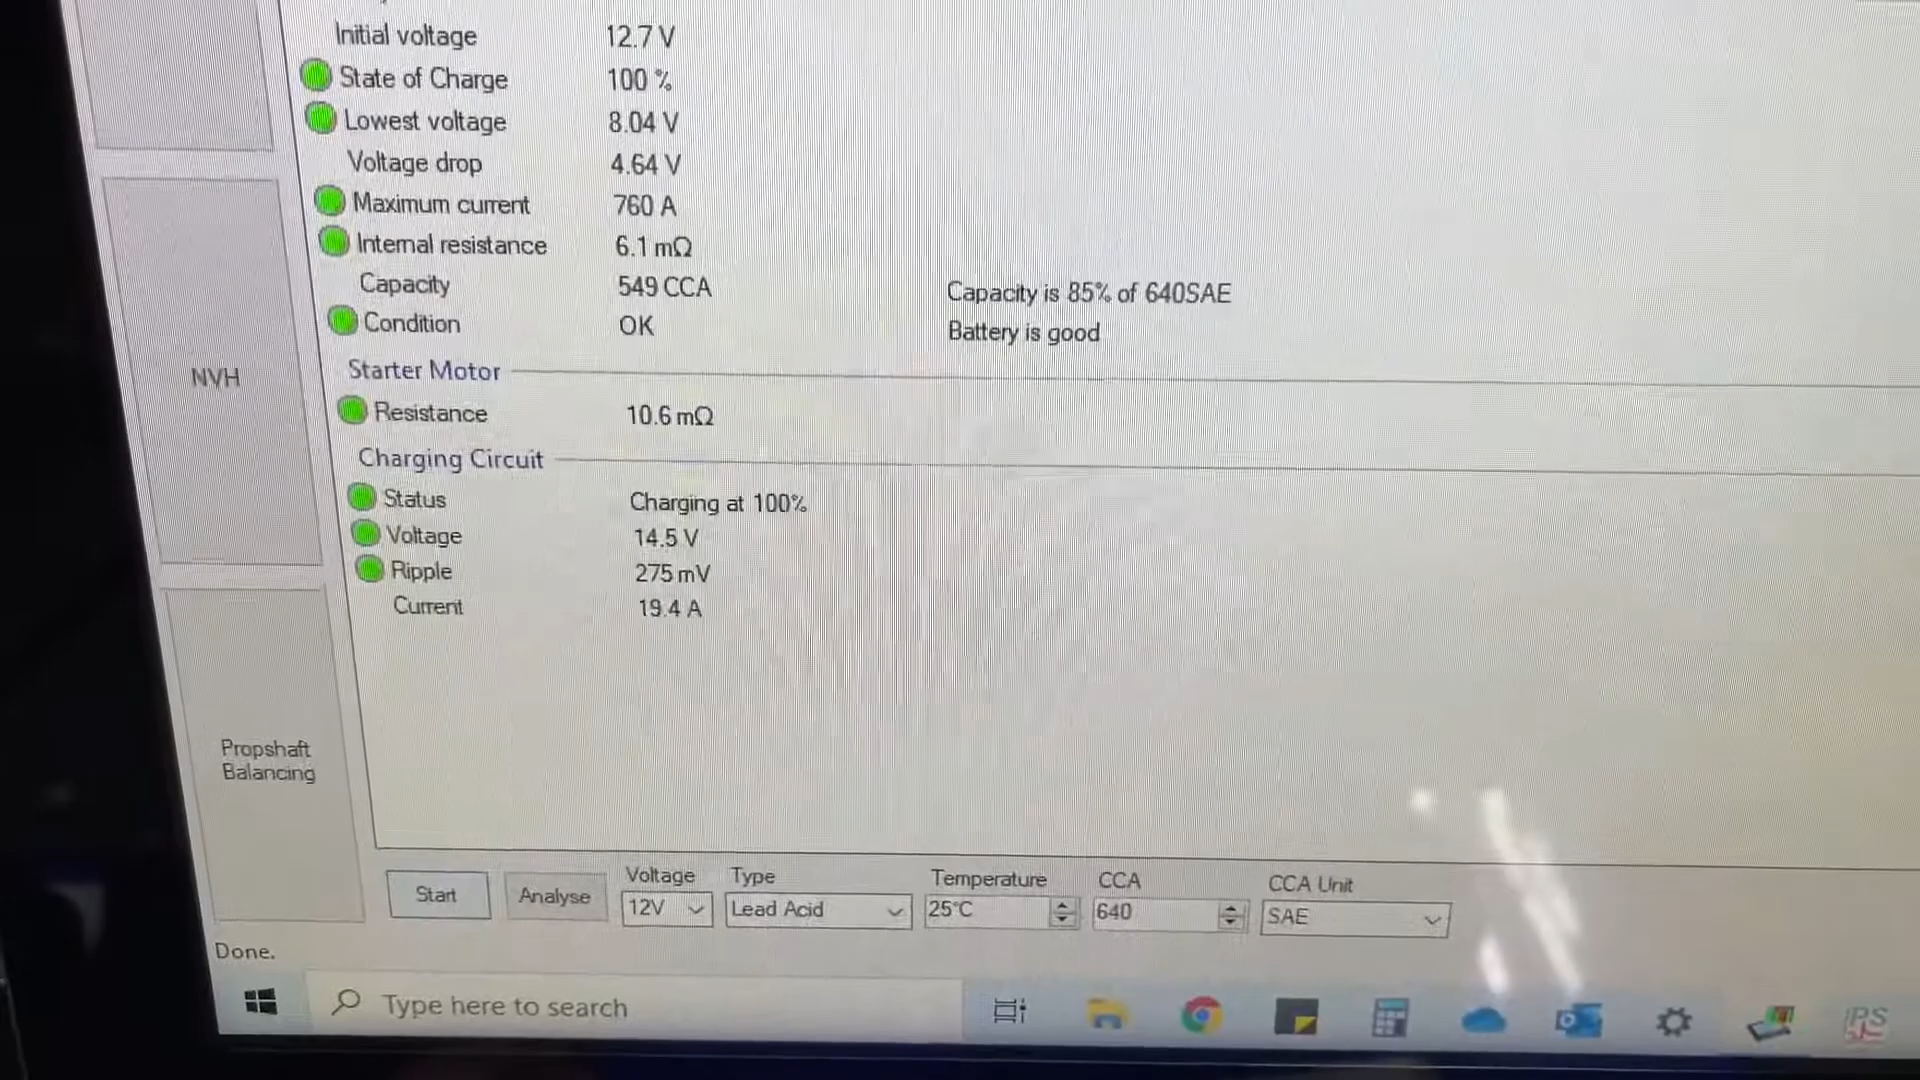 Initial voltage 12.7 V
State of Charge 100 %
Lowest voltage 8.04 V
Voltage drop 4.64 V
Maximum current 760 A
Internal resistance 6.1 mΩ
Capacity 549 CCA Capacity is 85% of 640SAE
Condition OK Battery is good
Starter Motor
NVH
Resistance 10.6 mΩ
Charging Circuit
Status Charging at 100%
Voltage 14.5 V
Ripple 275 mV
Current 19.4 A
Propshaft
Balancing
Voltage Type Temperature CCA CCA Unit
Start Analyse 12V Lead Acid 25°C 640 SAE
Done.
Type here to search